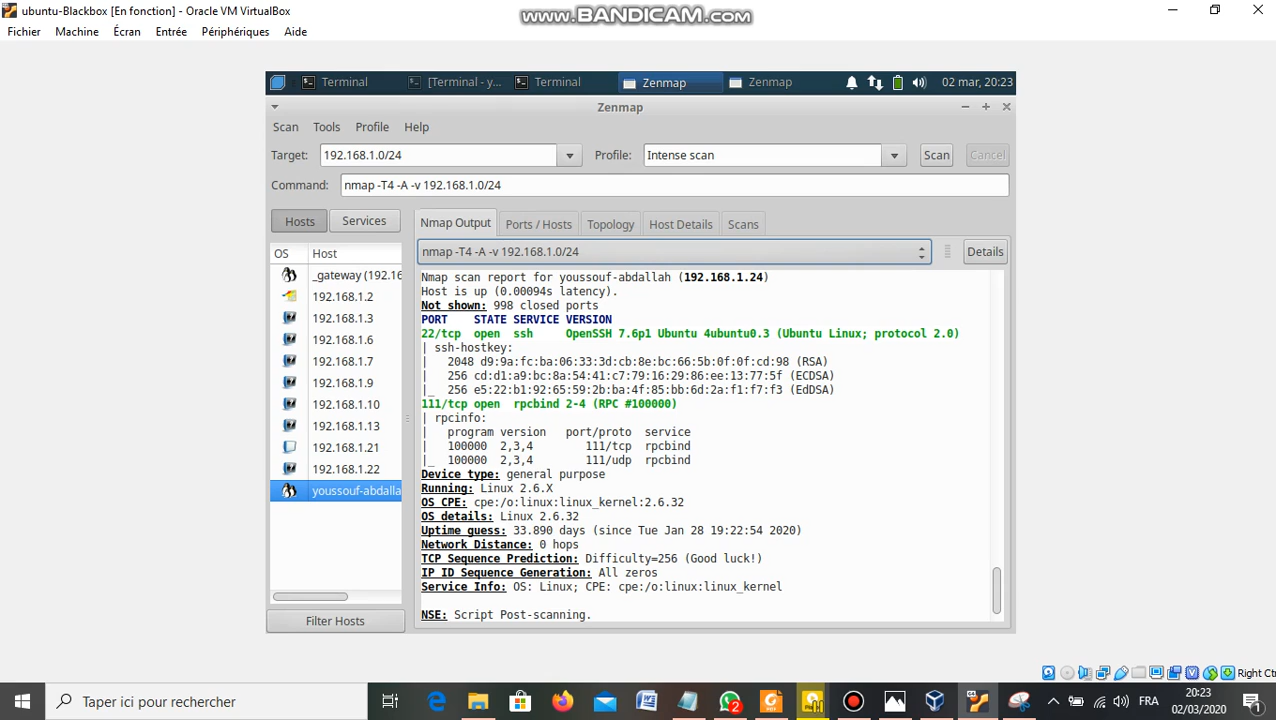 ubuntu-Blackbox [En fonction] - Oracle VM VirtualBox
www.BANDICAM.com
Fichier Machine Écran Entrée Périphériques Aide
Terminal [Terminal - y... Terminal Zenmap Zenmap 02 mar, 20:23
Zenmap
Scan Tools Profile Help
Target: 192.168.1.0/24 Profile: Intense scan Scan Cancel
Command: nmap -T4 -A -v 192.168.1.0/24
Hosts Services
Nmap Output Ports / Hosts Topology Host Details Scans
OS Host
_gateway (192.16
192.168.1.2
192.168.1.3
192.168.1.6
192.168.1.7
192.168.1.9
192.168.1.10
192.168.1.13
192.168.1.21
192.168.1.22
youssouf-abdalla
Filter Hosts
nmap -T4 -A -v 192.168.1.0/24 Details
Nmap scan report for youssouf-abdallah (192.168.1.24)
Host is up (0.00094s latency).
Not shown: 998 closed ports
PORT STATE SERVICE VERSION
22/tcp open ssh OpenSSH 7.6p1 Ubuntu 4ubuntu0.3 (Ubuntu Linux; protocol 2.0)
| ssh-hostkey:
| 2048 d9:9a:fc:ba:06:33:3d:cb:8e:bc:66:5b:0f:0f:cd:98 (RSA)
| 256 cd:d1:a9:bc:8a:54:41:c7:79:16:29:86:ee:13:77:5f (ECDSA)
|_ 256 e5:22:b1:92:65:59:2b:ba:4f:85:bb:6d:2a:f1:f7:f3 (EdDSA)
111/tcp open rpcbind 2-4 (RPC #100000)
| rpcinfo:
| program version port/proto service
| 100000 2,3,4 111/tcp rpcbind
|_ 100000 2,3,4 111/udp rpcbind
Device type: general purpose
Running: Linux 2.6.X
OS CPE: cpe:/o:linux:linux_kernel:2.6.32
OS details: Linux 2.6.32
Uptime guess: 33.890 days (since Tue Jan 28 19:22:54 2020)
Network Distance: 0 hops
TCP Sequence Prediction: Difficulty=256 (Good luck!)
IP ID Sequence Generation: All zeros
Service Info: OS: Linux; CPE: cpe:/o:linux:linux_kernel
NSE: Script Post-scanning.
Right Ct
Taper ici pour rechercher
2
FRA
20:23
02/03/2020
1